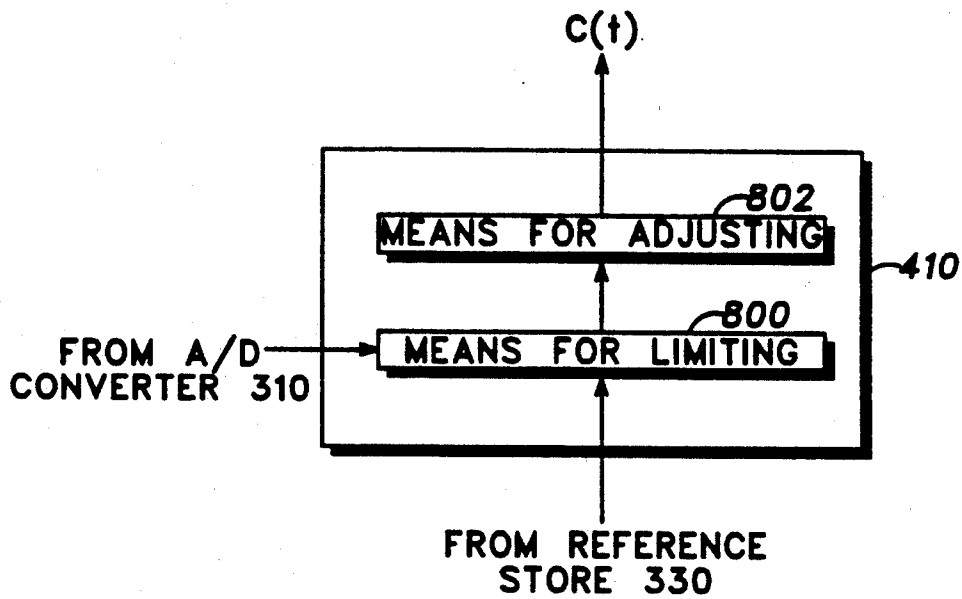 C(t)
802
MEANS FOR ADJUSTING
410
800
FROM A/D
CONVERTER 310
MEANS FOR LIMITING
FROM REFERENCE
STORE 330